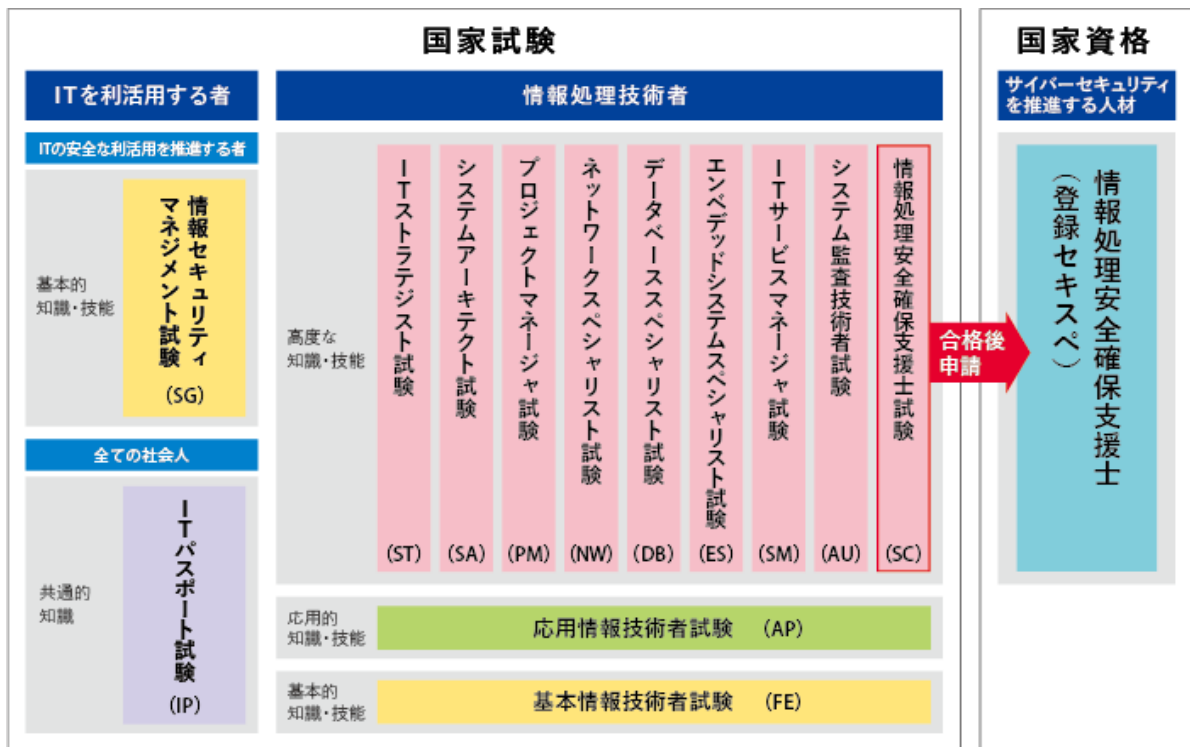 国家試験
ITを利活用する者
ITの安全な利活用を推進する者
基本的
知識・技能
情報セキュリティ
マネジメント試験
(SG)
全ての社会人
共通的
知識
ITパスポート試験
(IP)
情報処理技術者
高度な
知識・技能
ITストラテジスト試験
(ST)
システムアーキテクト試験
(SA)
プロジェクトマネージャ試験
(PM)
ネットワークスペシャリスト試験
(NW)
データベーススペシャリスト試験
(DB)
エンベデッドシステムスペシャリスト試験
(ES)
ITサービスマネージャ試験
(SM)
システム監査技術者試験
(AU)
情報処理安全確保支援士試験
(SC)
応用的
知識・技能
応用情報技術者試験 (AP)
基本的
知識・技能
基本情報技術者試験 (FE)
合格後
申請
国家資格
サイバーセキュリティ
を推進する人材
情報処理安全確保支援士
(登録セキスペ)